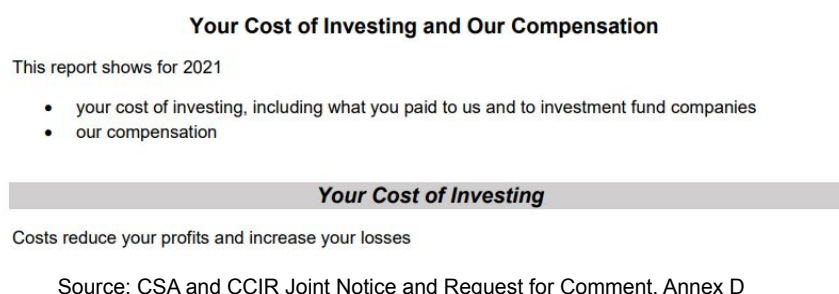 Your Cost of Investing and Our Compensation
This report shows for 2021
• your cost of investing, including what you paid to us and to investment fund companies
• our compensation
Your Cost of Investing
Costs reduce your profits and increase your losses
Source: CSA and CCIR Joint Notice and Request for Comment, Annex D